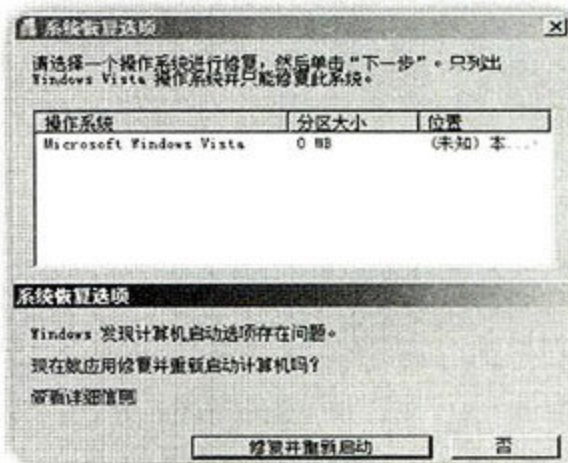 系统恢复选项
请选择一个操作系统进行修复，然后单击“下一步”。只列出
Windows Vista 操作系统并只能修复此系统。
操作系统 分区大小 位置
Microsoft Windows Vista 0 MB (未知) 本...
系统恢复选项
Windows 发现计算机启动选项存在问题。
现在就应用修复并重新启动计算机吗?
查看详细信息
修复并重新启动 否